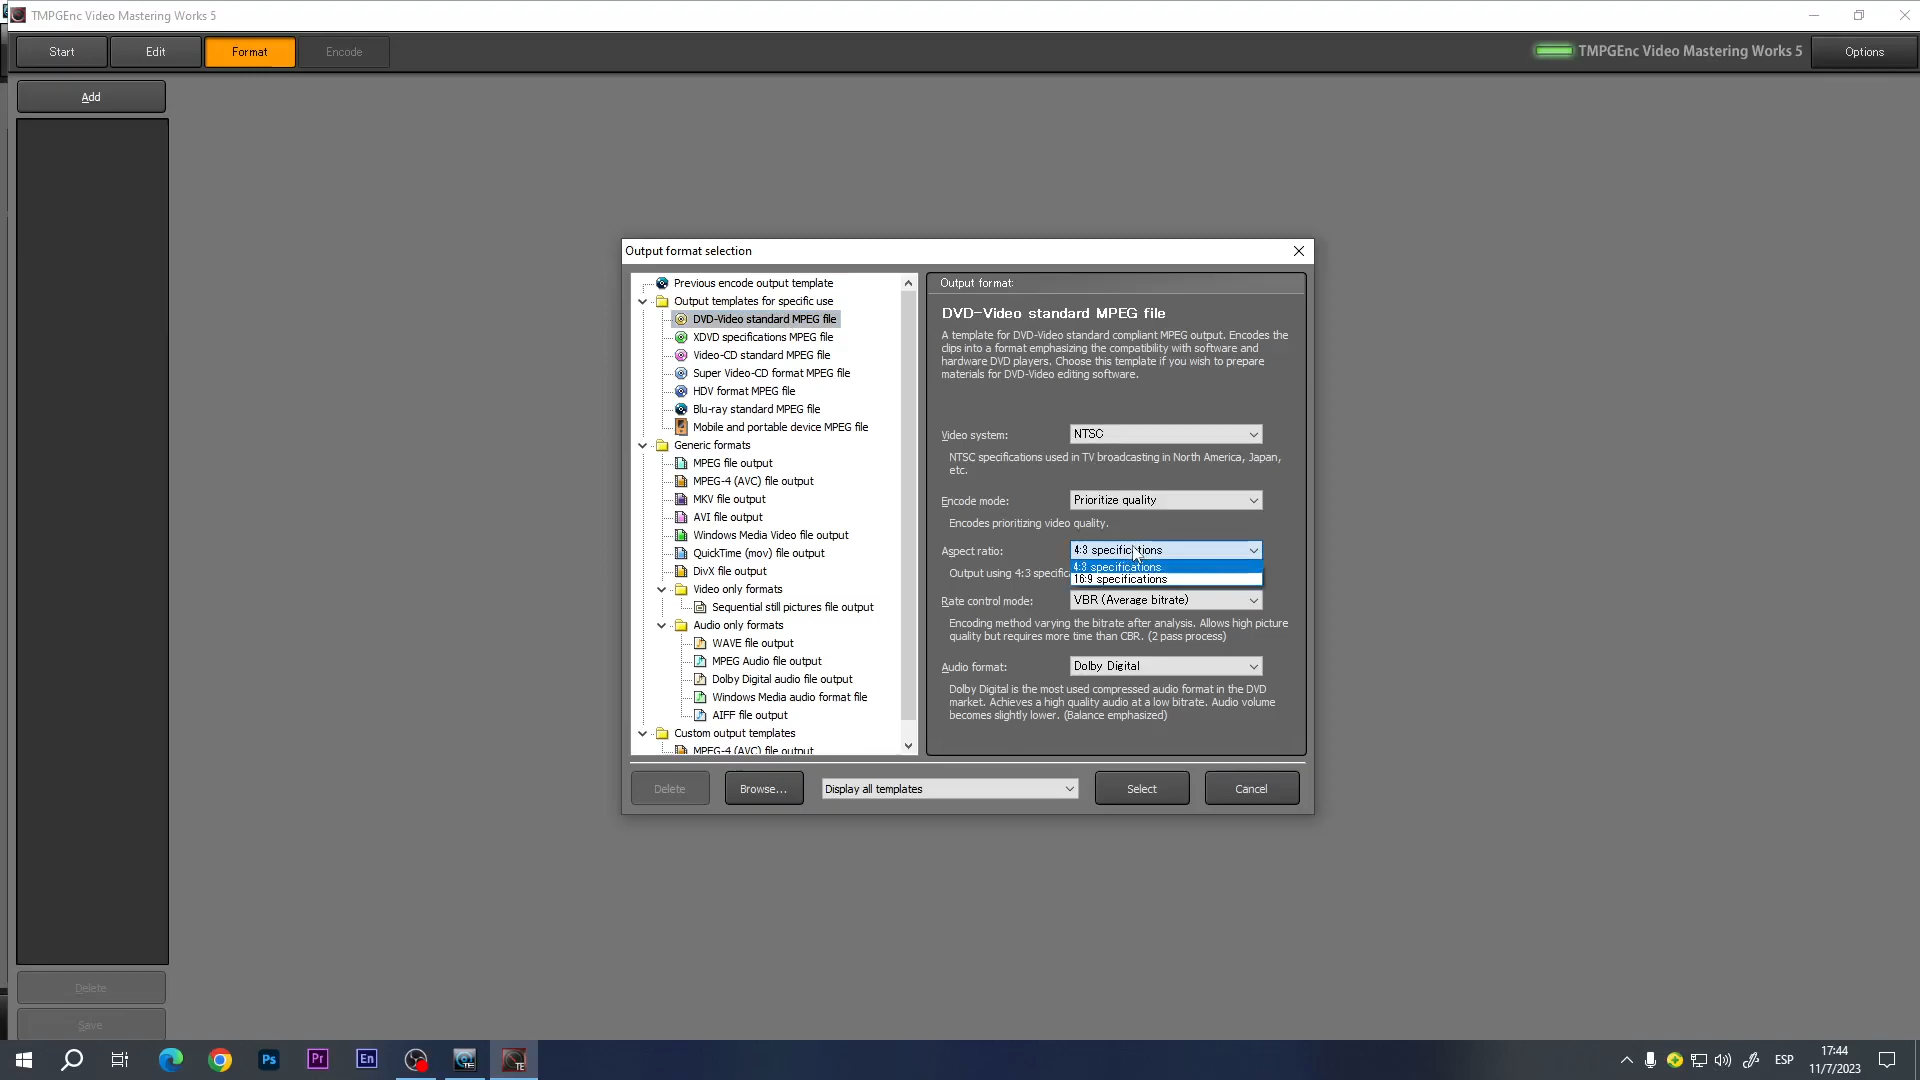 TMPGEnc Video Mastering Works 5
Start
Edit
Format
Encode
TMPGEnc Video Mastering Works 5
Options
Add
Output format selection
Previous encode output template
Output templates for specific use
DVD-Video standard MPEG file
XDVD specifications MPEG file
Video-CD standard MPEG file
Super Video-CD format MPEG file
HDV format MPEG file
Blu-ray standard MPEG file
Mobile and portable device MPEG file
Generic formats
MPEG file output
MPEG-4 (AVC) file output
MKV file output
AVI file output
Windows Media Video file output
QuickTime (mov) file output
DivX file output
Video only formats
Sequential still pictures file output
Audio only formats
WAVE file output
MPEG Audio file output
Dolby Digital audio file output
Windows Media audio format file
AIFF file output
Custom output templates
MPEG-4 (AVC) file output
Output format:
DVD-Video standard MPEG file
A template for DVD-Video standard compliant MPEG output. Encodes the
clips into a format emphasizing the compatibility with software and
hardware DVD players. Choose this template if you wish to prepare
materials for DVD-Video editing software.
Video system:
NTSC
NTSC specifications used in TV broadcasting in North America, Japan,
etc.
Encode mode:
Prioritize quality
Encodes prioritizing video quality.
Aspect ratio:
4:3 specifications
4:3 specifications
16:9 specifications
Output using 4:3 specific
Rate control mode:
VBR (Average bitrate)
Encoding method varying the bitrate after analysis. Allows high picture
quality but requires more time than CBR. (2 pass process)
Audio format:
Dolby Digital
Dolby Digital is the most used compressed audio format in the DVD
market. Achieves a high quality audio at a low bitrate. Audio volume
becomes slightly lower. (Balance emphasized)
Delete
Browse...
Display all templates
Select
Cancel
Delete
Save
Ps
Pr
En
TE
TE
ESP
17:44
11/7/2023